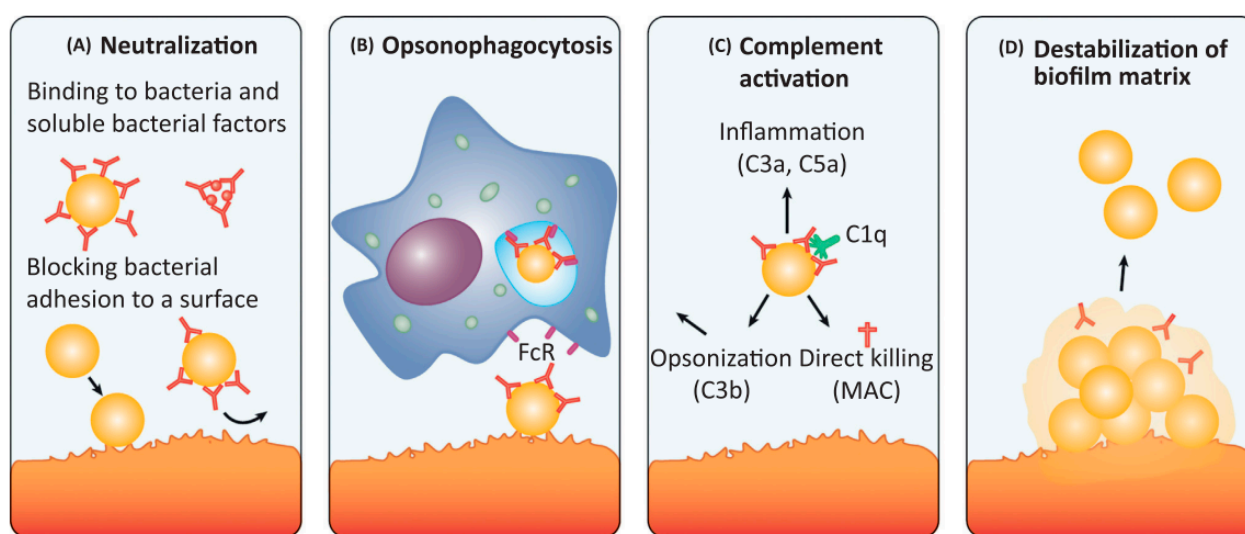 (A) Neutralization
Binding to bacteria and
soluble bacterial factors
Blocking bacterial
adhesion to a surface
(B) Opsonophagocytosis
FcR
(C) Complement
activation
Inflammation
(C3a, C5a)
C1q
Opsonization
(C3b)
Direct killing
(MAC)
(D) Destabilization of
biofilm matrix